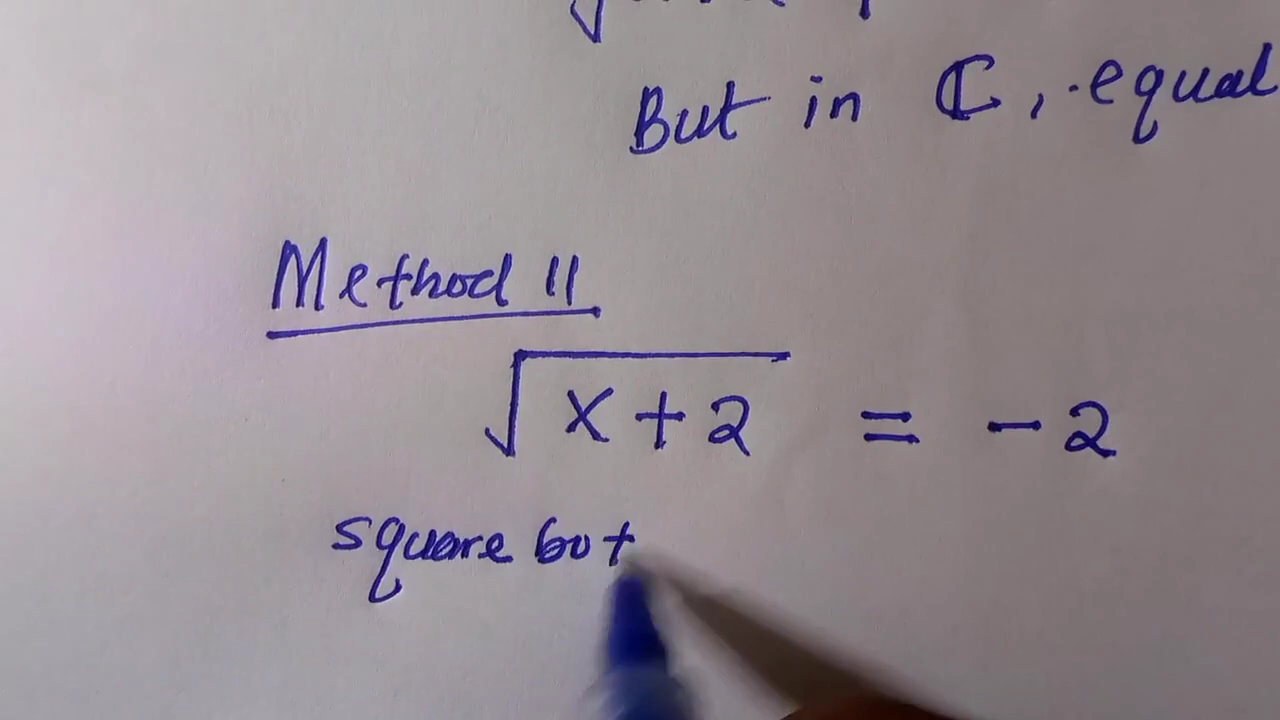 But in ℂ, equal
Method II
√x+2 = -2
square bot